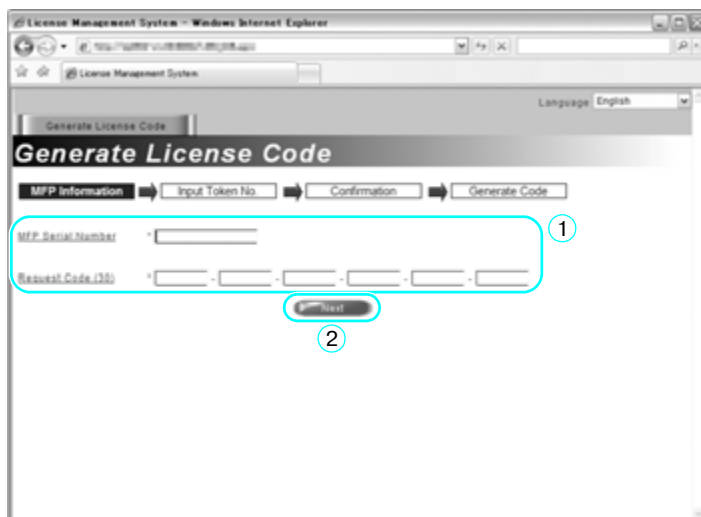 License Management System - Windows Internet Explorer
License Management System
Language English
Generate License Code
Generate License Code
MFP Information Input Token No. Confirmation Generate Code
1
MFP Serial Number *
Request Code (30) * - - - - -
Next
2